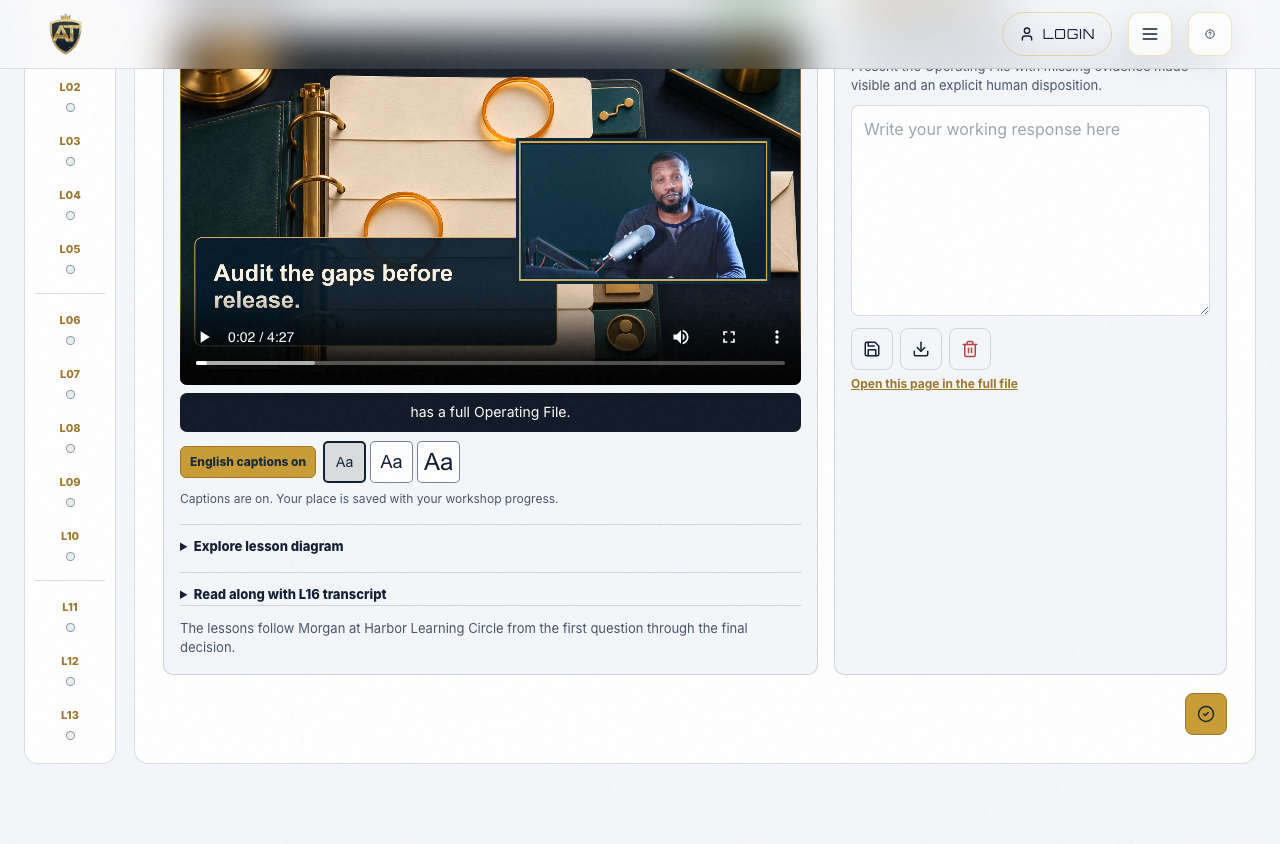 AT
LOGIN
L02
L03
L04
L05
L06
L07
L08
L09
L10
L11
L12
L13
Audit the gaps before
release.
0:02 / 4:27
has a full Operating File.
English captions on
Aa
Aa
Aa
Captions are on. Your place is saved with your workshop progress.
Explore lesson diagram
Read along with L16 transcript
The lessons follow Morgan at Harbor Learning Circle from the first question through the final
decision.
Present the Operating File with missing evidence made
visible and an explicit human disposition.
Write your working response here
Open this page in the full file